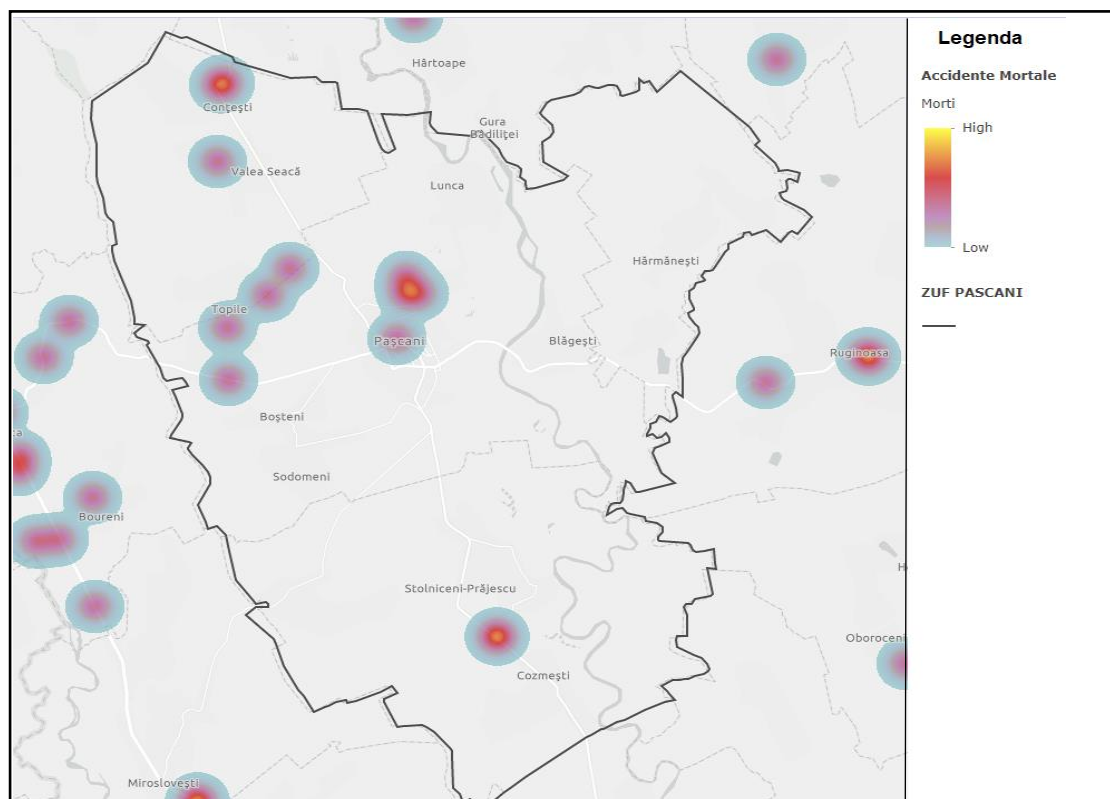 Legenda
Accidente Mortale
Morti
High
Low
ZUF PASCANI
Hârtoape
Conțești
Gura
Bădiliței
Valea Seacă
Lunca
Hărmănești
Topile
Pașcani
Blăgești
Ruginoasa
Boșteni
Sodomeni
Boureni
Stolniceni-Prăjescu
Oboroceni
Cozmești
Miroslovești